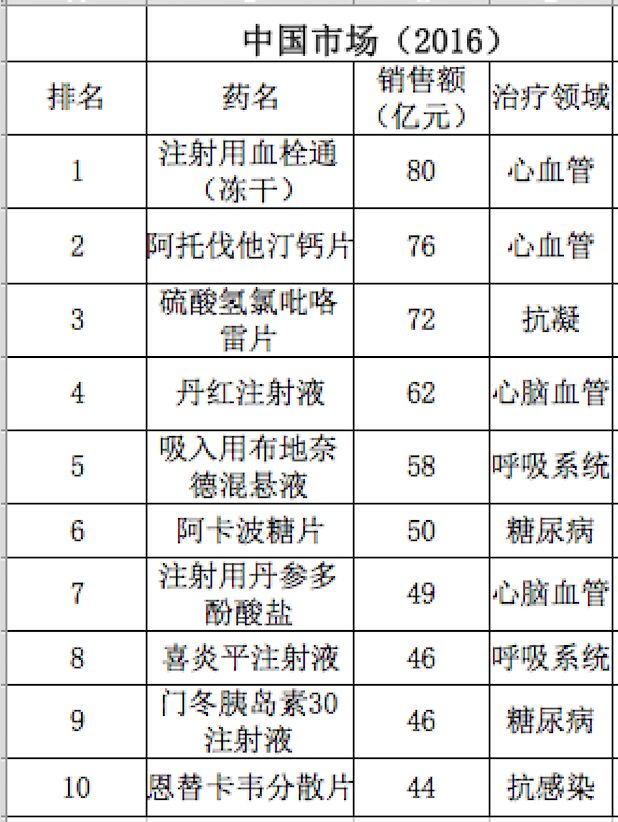 中国市场（2016）
排名 药名 销售额（亿元） 治疗领域
1 注射用血栓通（冻干） 80 心血管
2 阿托伐他汀钙片 76 心血管
3 硫酸氢氯吡咯雷片 72 抗凝
4 丹红注射液 62 心脑血管
5 吸入用布地奈德混悬液 58 呼吸系统
6 阿卡波糖片 50 糖尿病
7 注射用丹参多酚酸盐 49 心脑血管
8 喜炎平注射液 46 呼吸系统
9 门冬胰岛素30注射液 46 糖尿病
10 恩替卡韦分散片 44 抗感染